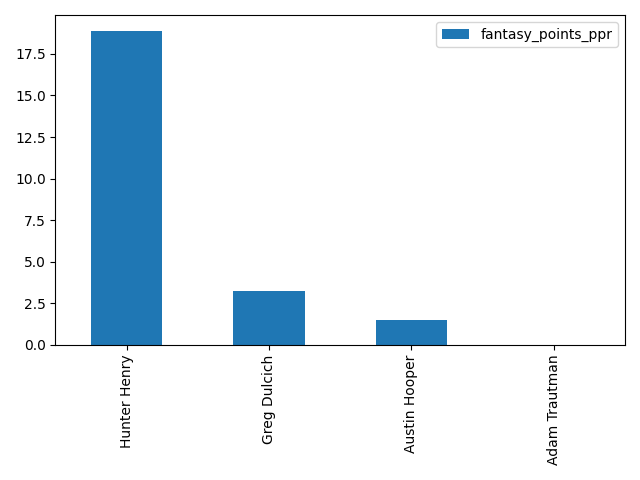 fantasy_points_ppr
17.5
15.0
12.5
10.0
7.5
5.0
2.5
0.0
Hunter Henry
Greg Dulcich
Austin Hooper
Adam Trautman